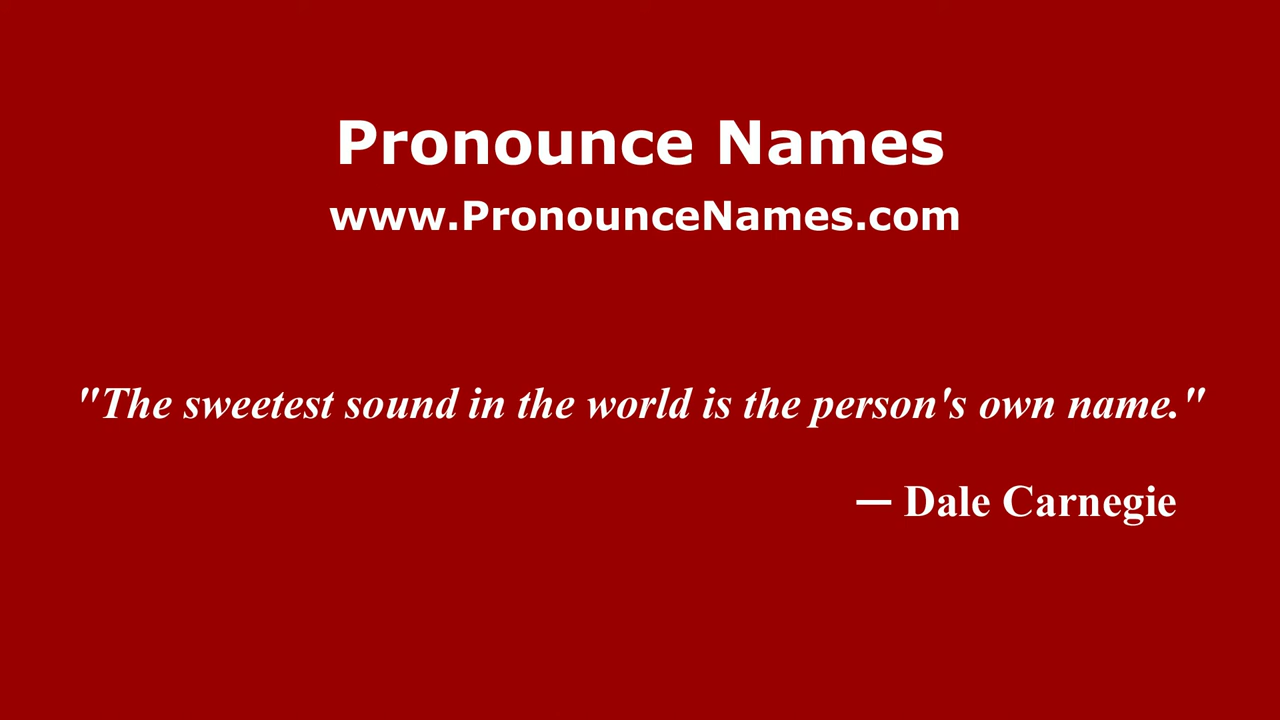 Pronounce Names
www.PronounceNames.com
"The sweetest sound in the world is the person's own name."
— Dale Carnegie